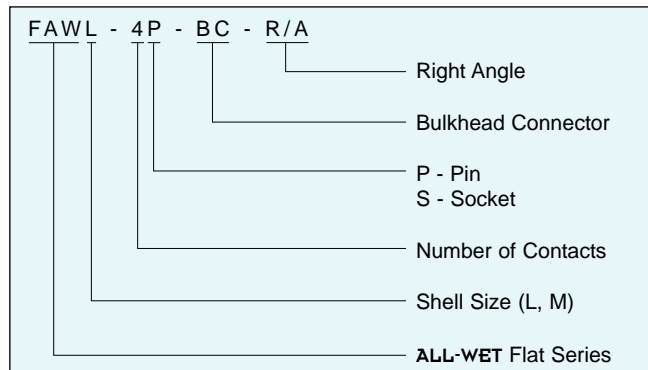 FAWL - 4P - BC - R/A
Right Angle
Bulkhead Connector
P - Pin
S - Socket
Number of Contacts
Shell Size (L, M)
ALL-WET Flat Series